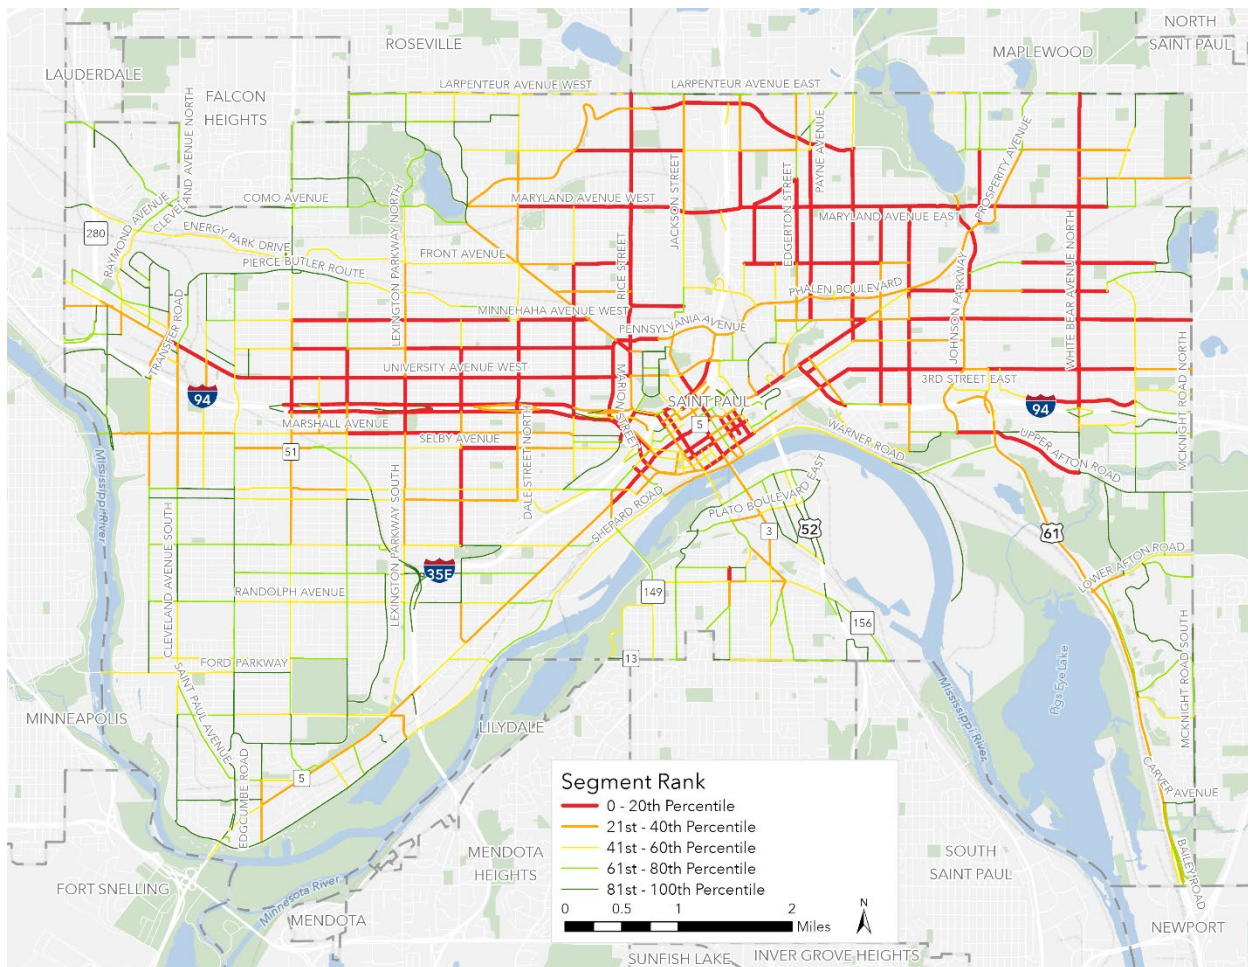 NORTH
SAINT PAUL
ROSEVILLE
MAPLEWOOD
LAUDERDALE
FALCON
HEIGHTS
LARPENTEUR AVENUE WEST
LARPENTEUR AVENUE EAST
CLEVELAND AVENUE NORTH
PAYNE AVENUE
PROSPERITY AVENUE
EDGERTON STREET
JACKSON STREET
COMO AVENUE
MARYLAND AVENUE WEST
MARYLAND AVENUE EAST
RAYMOND AVENUE
280
ENERGY PARK DRIVE
LEXINGTON PARKWAY NORTH
FRONT AVENUE
PIERCE BUTLER ROUTE
RICE STREET
WHITE BEAR AVENUE NORTH
PHALEN BOULEVARD
JOHNSON PARKWAY
MINNEHAHA AVENUE WEST
PENNSYLVANIA AVENUE
TRANSFER ROAD
UNIVERSITY AVENUE WEST
MARION STREET
3RD STREET EAST
MCKNIGHT ROAD NORTH
94
SAINT PAUL
94
MARSHALL AVENUE
SELBY AVENUE
5
51
DALE STREET NORTH
WARNER ROAD
UPPER AFTON ROAD
Mississippi River
LEXINGTON PARKWAY SOUTH
SHEPARD ROAD
PLATO BOULEVARD EAST
3
52
61
CLEVELAND AVENUE SOUTH
35E
LOWER AFTON ROAD
RANDOLPH AVENUE
149
156
FORD PARKWAY
13
Pigs Eye Lake
MCKNIGHT ROAD SOUTH
SAINT PAUL AVENUE
MINNEAPOLIS
LILYDALE
Mississippi River
EDGCUMBE ROAD
5
CARVER AVENUE
Segment Rank
0 - 20th Percentile
21st - 40th Percentile
41st - 60th Percentile
61st - 80th Percentile
81st - 100th Percentile
0 0.5 1 2
Miles
N
MENDOTA
HEIGHTS
SOUTH
SAINT PAUL
BAILEY ROAD
FORT SNELLING
Minnesota River
MENDOTA
NEWPORT
SUNFISH LAKE
INVER GROVE HEIGHTS